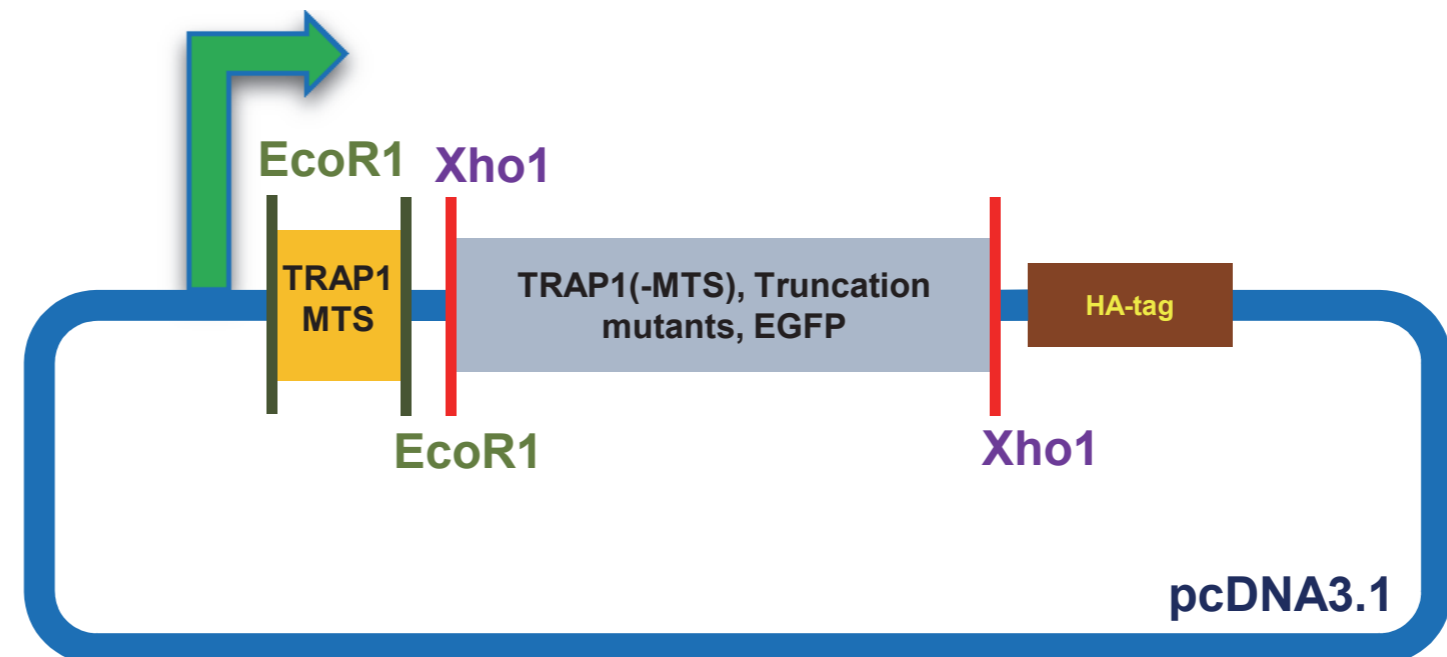 EcoR1
Xho1
TRAP1
MTS
TRAP1(-MTS), Truncation
mutants, EGFP
HA-tag
EcoR1
Xho1
pcDNA3.1